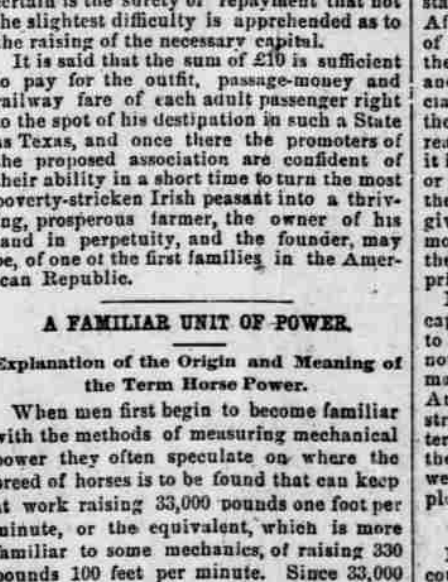 certain is the surety of repayment that not
the slightest difficulty is apprehended as to
the raising of the necessary capital.
It is said that the sum of £10 is sufficient
o pay for the outfit, passage-money and
railway fare of each adult passenger right
o the spot of his destination in such a State
as Texas, and once there the promoters of
the proposed association are confident of
their ability in a short time to turn the most
poverty-stricken Irish peasant into a thriv-
ng, prosperous farmer, the owner of his
land in perpetuity, and the founder, may
be, of one of the first families in the Amer-
can Republic.
A FAMILIAR UNIT OF POWER.
Explanation of the Origin and Meaning of
the Term Horse Power.
When men first begin to become familiar
with the methods of measuring mechanical
power they often speculate on where the
breed of horses is to be found that can keep
at work raising 33,000 pounds one foot per
minute, or the equivalent, which is more
familiar to some mechanics, of raising 330
pounds 100 feet per minute. Since 33,000